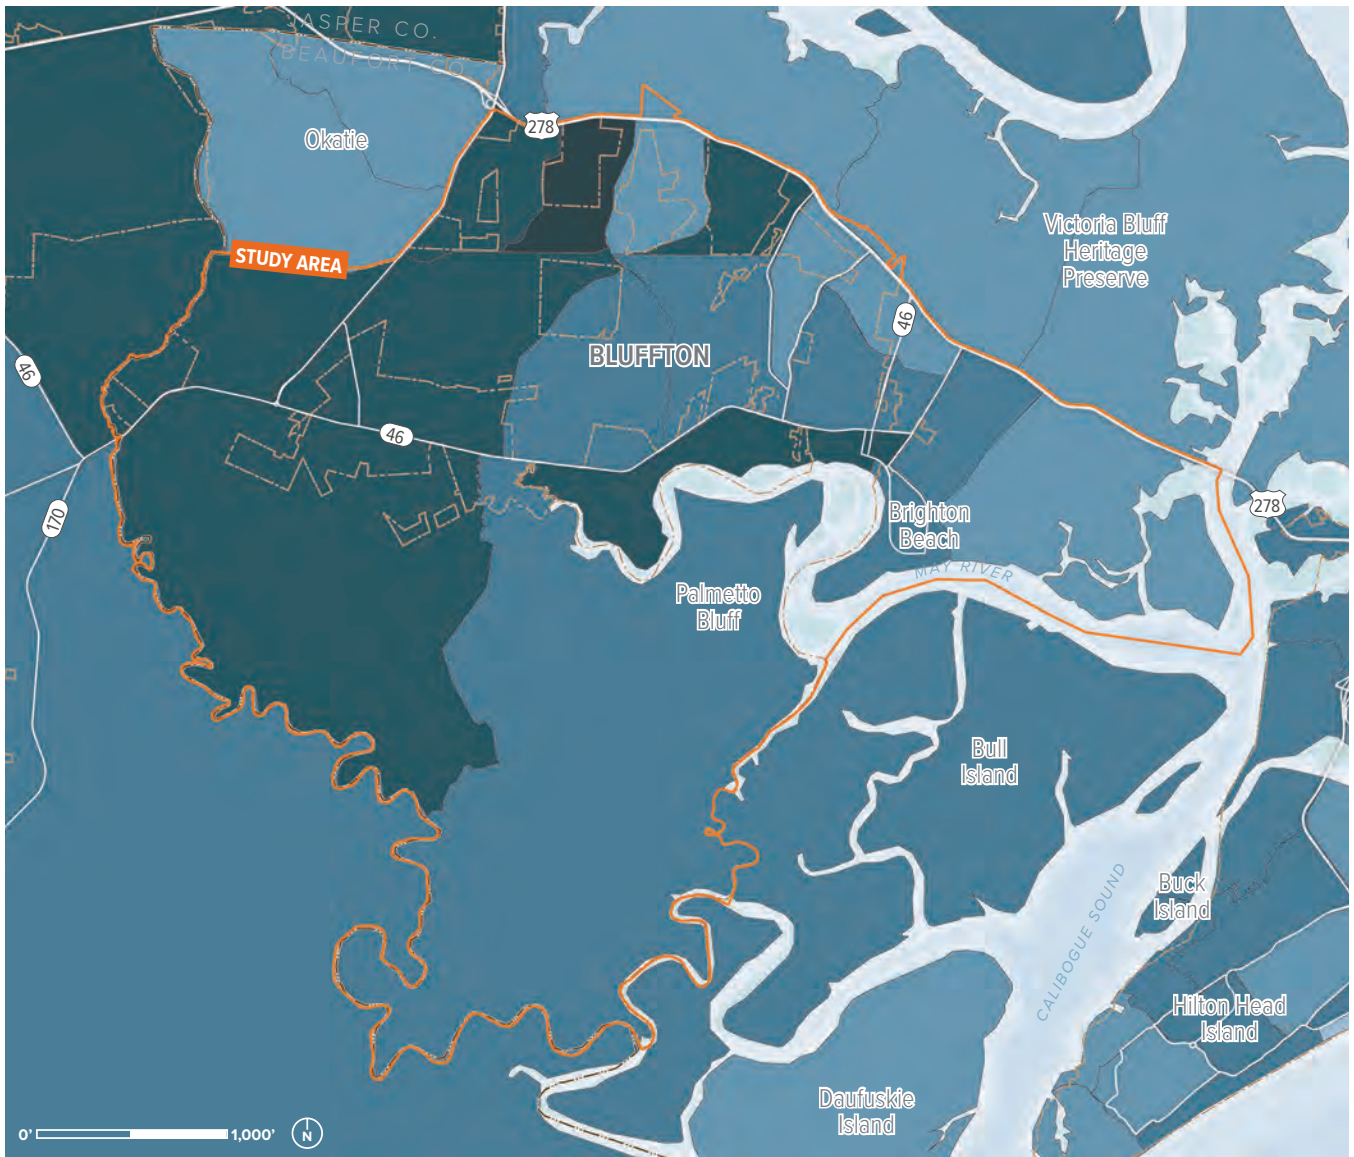 JASPER CO.
BEAUFORT CO.
278
Okatie
STUDY AREA
Victoria Bluff
Heritage
Preserve
46
46
BLUFFTON
46
170
278
Brighton
Beach
MAY RIVER
Palmetto
Bluff
Bull
Island
Buck
Island
CALIBOGUE SOUND
Hilton Head
Island
Daufuskie
Island
0'
1,000'
N